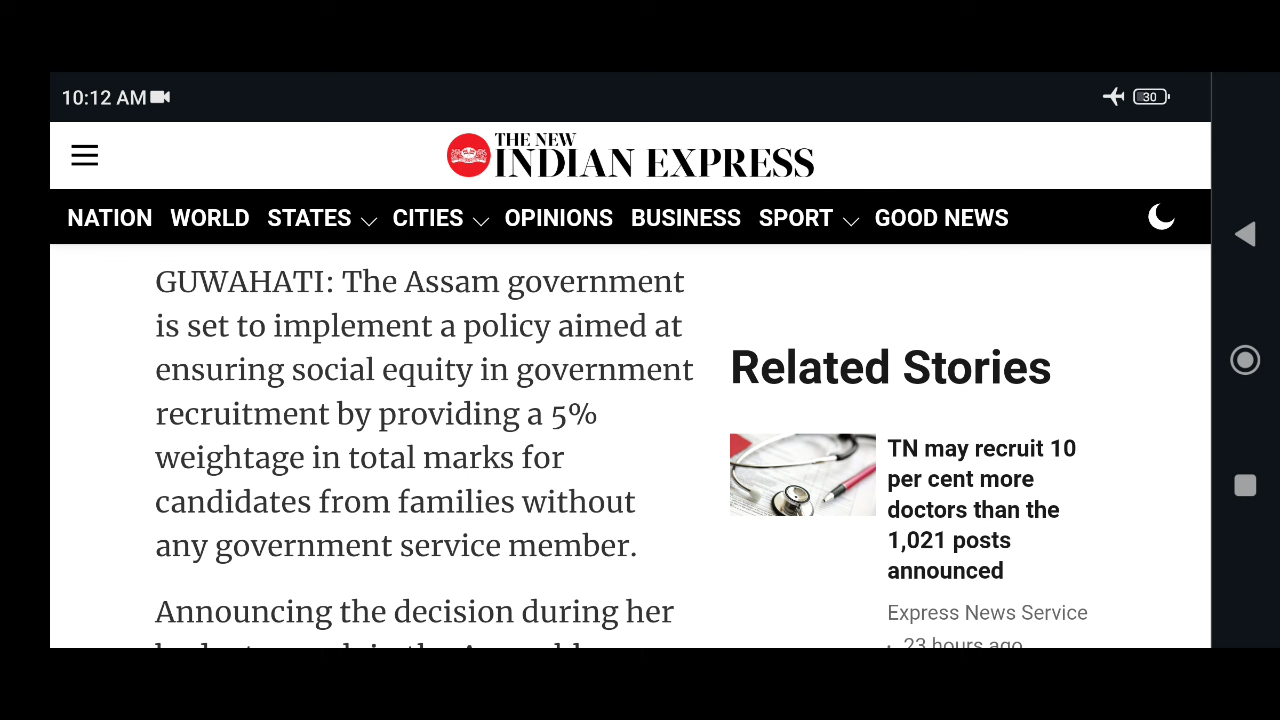 10:12 AM
30
THE NEW
INDIAN EXPRESS
NATION WORLD STATES CITIES OPINIONS BUSINESS SPORT GOOD NEWS
GUWAHATI: The Assam government
is set to implement a policy aimed at
ensuring social equity in government
recruitment by providing a 5%
weightage in total marks for
candidates from families without
any government service member.
Announcing the decision during her
Related Stories
TN may recruit 10
per cent more
doctors than the
1,021 posts
announced
Express News Service
23 hours ago